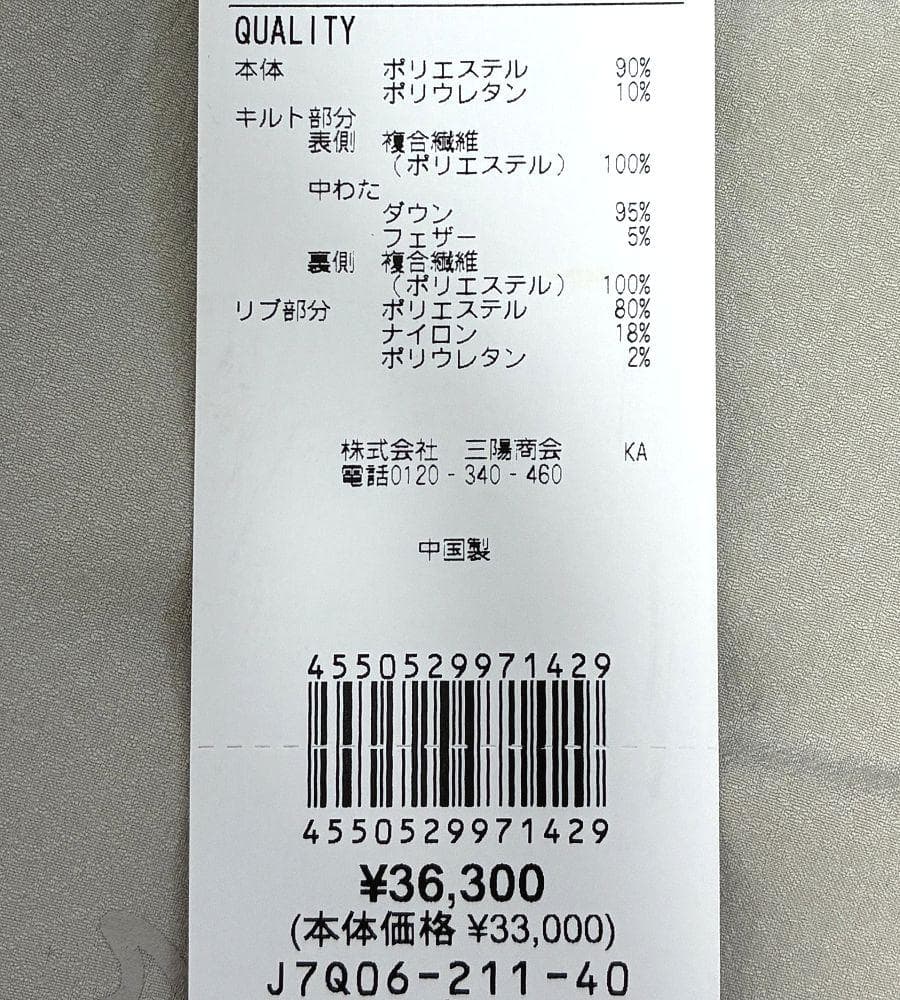 QUALITY
本体 ポリエステル 90%
ポリウレタン 10%
キルト部分
表側 複合繊維
(ポリエステル) 100%
中わた
ダウン 95%
フェザー 5%
裏側 複合繊維
(ポリエステル) 100%
リブ部分 ポリエステル 80%
ナイロン 18%
ポリウレタン 2%
株式会社 三陽商会 KA
電話0120-340-460
中国製
4550529971429
4550529971429
¥36,300
(本体価格 ¥33,000)
J7Q06-211-40